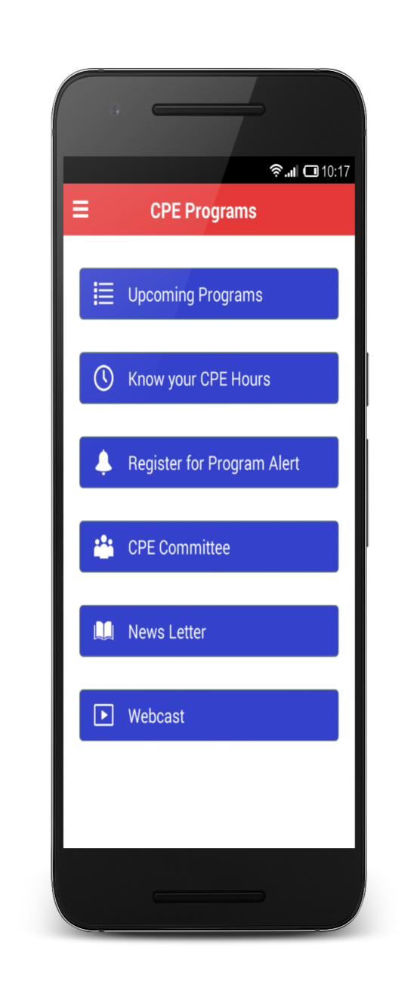 10:17
CPE Programs
Upcoming Programs
Know your CPE Hours
Register for Program Alert
CPE Committee
News Letter
Webcast